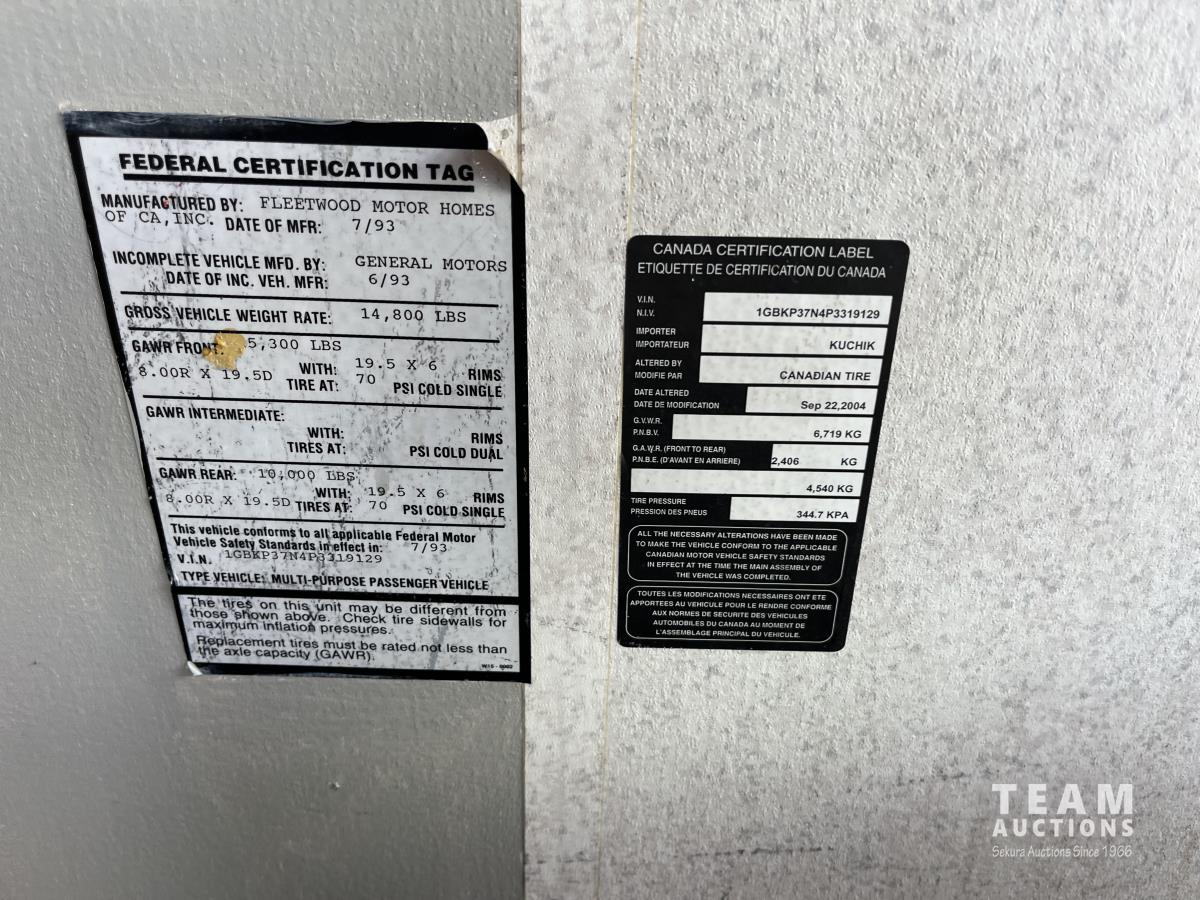 FEDERAL CERTIFICATION TAG
MANUFACTURED BY: FLEETWOOD MOTOR HOMES
OF CA, INC. DATE OF MFR: 7/93
INCOMPLETE VEHICLE MFD. BY: GENERAL MOTORS
DATE OF INC. VEH. MFR: 6/93
GROSS VEHICLE WEIGHT RATE: 14,800 LBS
GAWR FRONT: 5,300 LBS
8.00R X 19.5D WITH: 19.5 X 6 RIMS
TIRE AT: 70 PSI COLD SINGLE
GAWR INTERMEDIATE:
WITH: RIMS
TIRES AT: PSI COLD DUAL
GAWR REAR: 10,000 LBS
8.00R X 19.5D WITH: 19.5 X 6 RIMS
TIRES AT: 70 PSI COLD SINGLE
This vehicle conforms to all applicable Federal Motor
Vehicle Safety Standards in effect in: 7/93
V.I.N. 1GBKP37N4P3319129
TYPE VEHICLE: MULTI-PURPOSE PASSENGER VEHICLE
The tires on this unit may be different from
those shown above. Check tire sidewalls for
maximum inflation pressures.
Replacement tires must be rated not less than
the axle capacity (GAWR).
CANADA CERTIFICATION LABEL
ETIQUETTE DE CERTIFICATION DU CANADA
V.I.N.
N.I.V. 1GBKP37N4P3319129
IMPORTER
IMPORTATEUR KUCHIK
ALTERED BY
MODIFIE PAR CANADIAN TIRE
DATE ALTERED
DATE DE MODIFICATION Sep 22,2004
G.V.W.R.
P.N.B.V. 6,719 KG
G.A.W.R. (FRONT TO REAR)
P.N.B.E. (D'AVANT EN ARRIERE) 2,406 KG
4,540 KG
TIRE PRESSURE
PRESSION DES PNEUS 344.7 KPA
ALL THE NECESSARY ALTERATIONS HAVE BEEN MADE
TO MAKE THE VEHICLE CONFORM TO THE APPLICABLE
CANADIAN MOTOR VEHICLE SAFETY STANDARDS
IN EFFECT AT THE TIME THE MAIN ASSEMBLY OF
THE VEHICLE WAS COMPLETED.
TOUTES LES MODIFICATIONS NECESSAIRES ONT ETE
APPORTEES AU VEHICULE POUR LE RENDRE CONFORME
AUX NORMES DE SECURITE DES VEHICULES
AUTOMOBILES DU CANADA AU MOMENT DE
L'ASSEMBLAGE PRINCIPAL DU VEHICULE.
TEAM
AUCTIONS
Sekura Auctions Since 1966